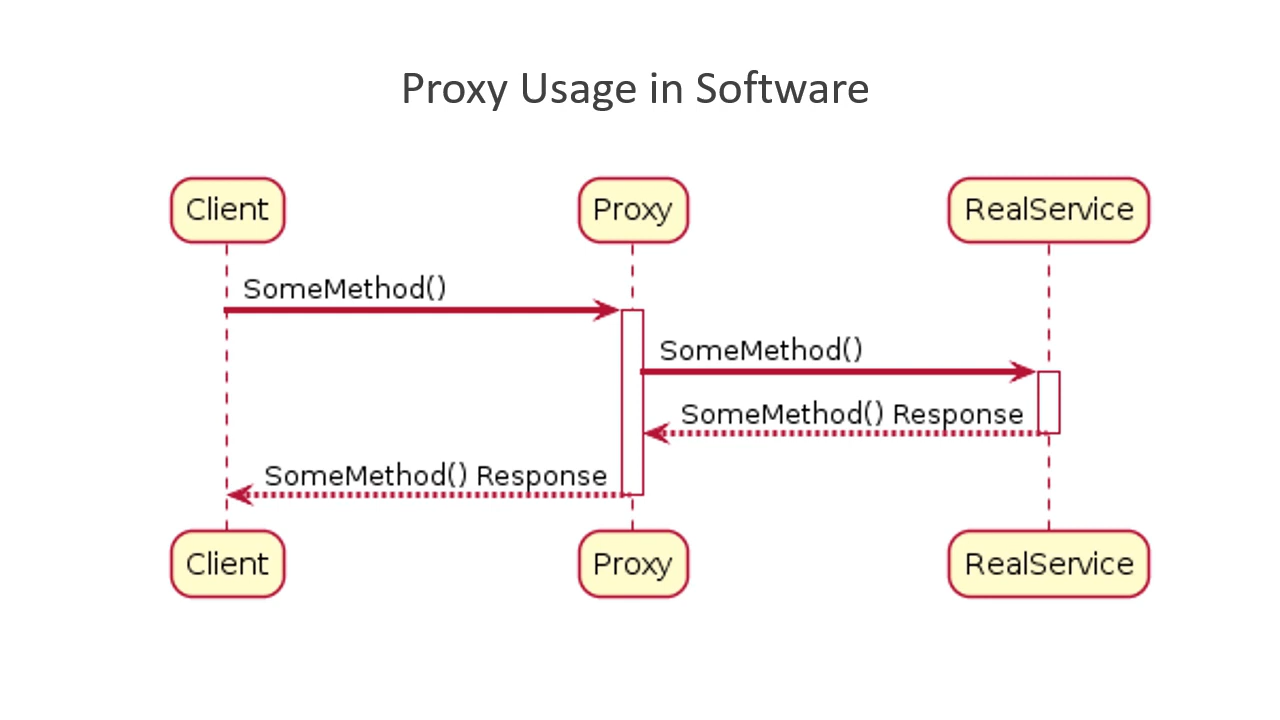 Proxy Usage in Software
Client
Proxy
RealService
SomeMethod()
SomeMethod()
SomeMethod() Response
SomeMethod() Response
Client
Proxy
RealService